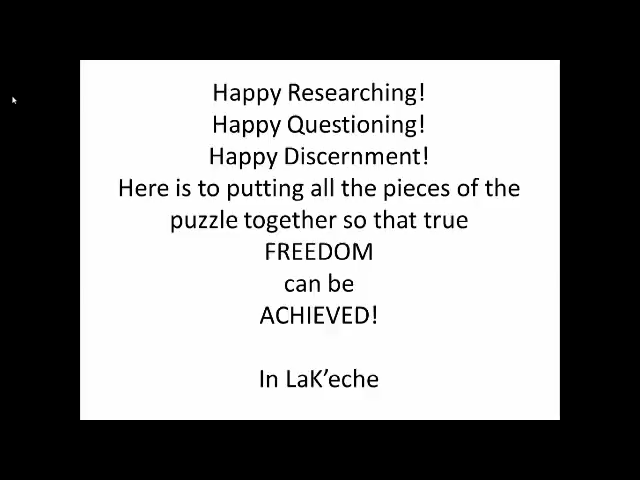 Happy Researching!
Happy Questioning!
Happy Discernment!
Here is to putting all the pieces of the
puzzle together so that true
FREEDOM
can be
ACHIEVED!
In LaK’eche